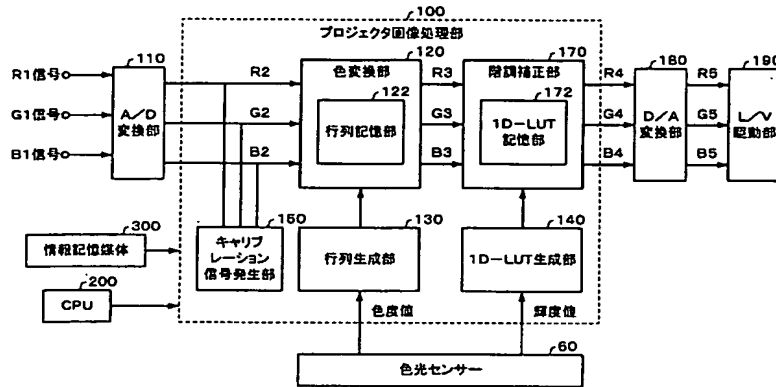 100
プロジェクタ画像処理部
110
120
170
180
190
R1信号
G1信号
B1信号
A/D
変換部
R2
G2
B2
色変換部
122
行列記憶部
R3
G3
B3
階調補正部
172
1D-LUT
記憶部
R4
G4
B4
D/A
変換部
R5
G5
B5
L/V
駆動部
300
情報記憶媒体
200
CPU
150
キャリブ
レーション
信号発生部
130
行列生成部
140
1D-LUT生成部
色度値
輝度値
60
色光センサー